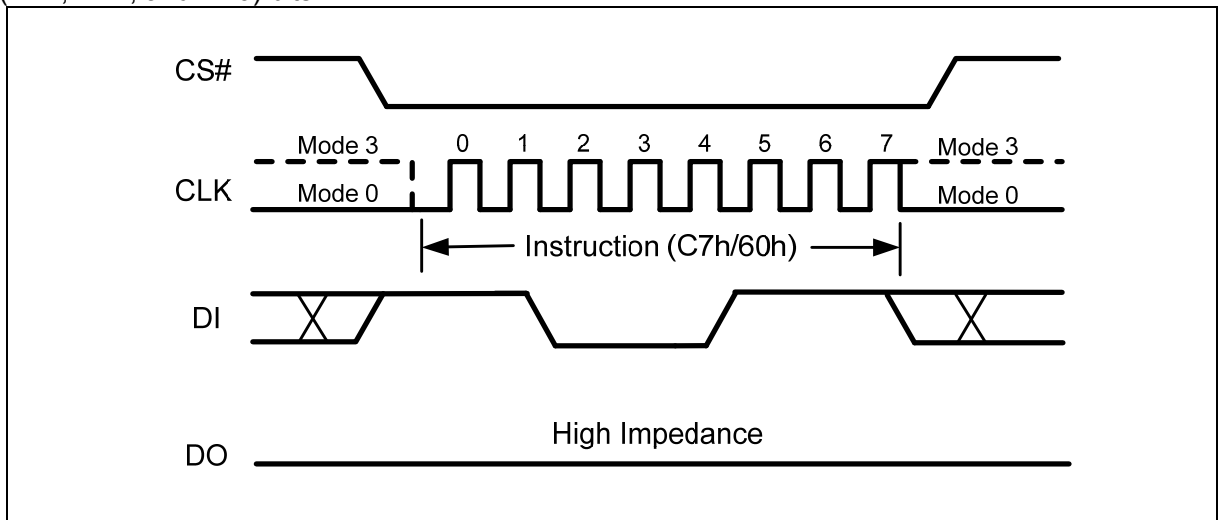 CS#
Mode 3 0 1 2 3 4 5 6 7 Mode 3
CLK
Mode 0 Mode 0
Instruction (C7h/60h)
DI
High Impedance
DO